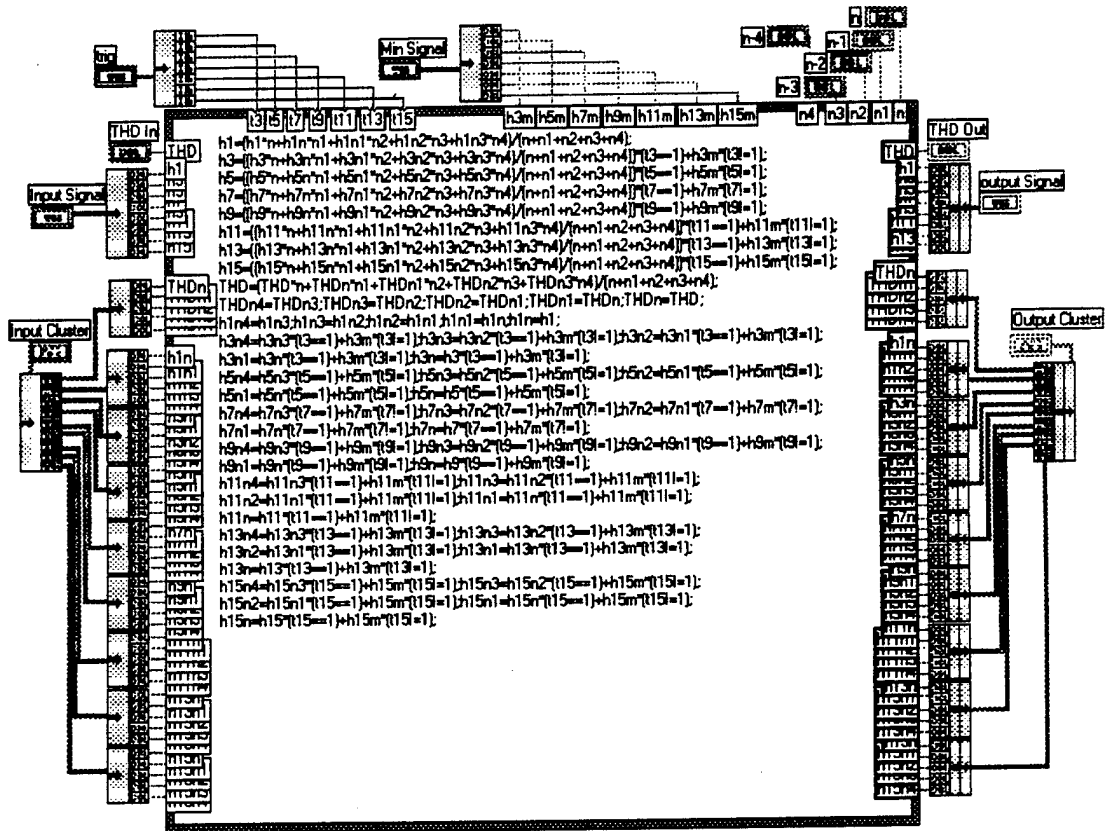 trig
Min Signal
n
n-1
n-4
n-2
n-3
t3 t5 t7 t9 t11 t13 t15
h3m h5m h7m h9m h11m h13m h15m
n4 n3 n2 n1 n
THD in
THD Out
THD
THD
h1
h1
Input Signal
output Signal
h1=(h1*n+h1n*n1+h1n1*n2+h1n2*n3+h1n3*n4)/(n+n1+n2+n3+n4);
h3=((h3*n+h3n*n1+h3n1*n2+h3n2*n3+h3n3*n4)/(n+n1+n2+n3+n4))*(t3==1)+h3m*(t3!=1);
h5=((h5*n+h5n*n1+h5n1*n2+h5n2*n3+h5n3*n4)/(n+n1+n2+n3+n4))*(t5==1)+h5m*(t5!=1);
h7=((h7*n+h7n*n1+h7n1*n2+h7n2*n3+h7n3*n4)/(n+n1+n2+n3+n4))*(t7==1)+h7m*(t7!=1);
h9=((h9*n+h9n*n1+h9n1*n2+h9n2*n3+h9n3*n4)/(n+n1+n2+n3+n4))*(t9==1)+h9m*(t9!=1);
h11=((h11*n+h11n*n1+h11n1*n2+h11n2*n3+h11n3*n4)/(n+n1+n2+n3+n4))*(t11==1)+h11m*(t11!=1);
h13=((h13*n+h13n*n1+h13n1*n2+h13n2*n3+h13n3*n4)/(n+n1+n2+n3+n4))*(t13==1)+h13m*(t13!=1);
h15=((h15*n+h15n*n1+h15n1*n2+h15n2*n3+h15n3*n4)/(n+n1+n2+n3+n4))*(t15==1)+h15m*(t15!=1);
THD=(THD*n+THDn*n1+THDn1*n2+THDn2*n3+THDn3*n4)/(n+n1+n2+n3+n4);
THDn4=THDn3;THDn3=THDn2;THDn2=THDn1;THDn1=THDn;THDn=THD;
h1n4=h1n3;h1n3=h1n2;h1n2=h1n1;h1n1=h1n;h1n=h1;
h3n4=h3n3*(t3==1)+h3m*(t3!=1);h3n3=h3n2*(t3==1)+h3m*(t3!=1);h3n2=h3n1*(t3==1)+h3m*(t3!=1);
h3n1=h3n*(t3==1)+h3m*(t3!=1);h3n=h3*(t3==1)+h3m*(t3!=1);
h5n4=h5n3*(t5==1)+h5m*(t5!=1);h5n3=h5n2*(t5==1)+h5m*(t5!=1);h5n2=h5n1*(t5==1)+h5m*(t5!=1);
h5n1=h5n*(t5==1)+h5m*(t5!=1);h5n=h5*(t5==1)+h5m*(t5!=1);
h7n4=h7n3*(t7==1)+h7m*(t7!=1);h7n3=h7n2*(t7==1)+h7m*(t7!=1);h7n2=h7n1*(t7==1)+h7m*(t7!=1);
h7n1=h7n*(t7==1)+h7m*(t7!=1);h7n=h7*(t7==1)+h7m*(t7!=1);
h9n4=h9n3*(t9==1)+h9m*(t9!=1);h9n3=h9n2*(t9==1)+h9m*(t9!=1);h9n2=h9n1*(t9==1)+h9m*(t9!=1);
h9n1=h9n*(t9==1)+h9m*(t9!=1);h9n=h9*(t9==1)+h9m*(t9!=1);
h11n4=h11n3*(t11==1)+h11m*(t11!=1);h11n3=h11n2*(t11==1)+h11m*(t11!=1);
h11n2=h11n1*(t11==1)+h11m*(t11!=1);h11n1=h11n*(t11==1)+h11m*(t11!=1);
h11n=h11*(t11==1)+h11m*(t11!=1);
h13n4=h13n3*(t13==1)+h13m*(t13!=1);h13n3=h13n2*(t13==1)+h13m*(t13!=1);
h13n2=h13n1*(t13==1)+h13m*(t13!=1);h13n1=h13n*(t13==1)+h13m*(t13!=1);
h13n=h13*(t13==1)+h13m*(t13!=1);
h15n4=h15n3*(t15==1)+h15m*(t15!=1);h15n3=h15n2*(t15==1)+h15m*(t15!=1);
h15n2=h15n1*(t15==1)+h15m*(t15!=1);h15n1=h15n*(t15==1)+h15m*(t15!=1);
h15n=h15*(t15==1)+h15m*(t15!=1);
THDn
THDn
Input Cluster
Output Cluster
h1n
h1n